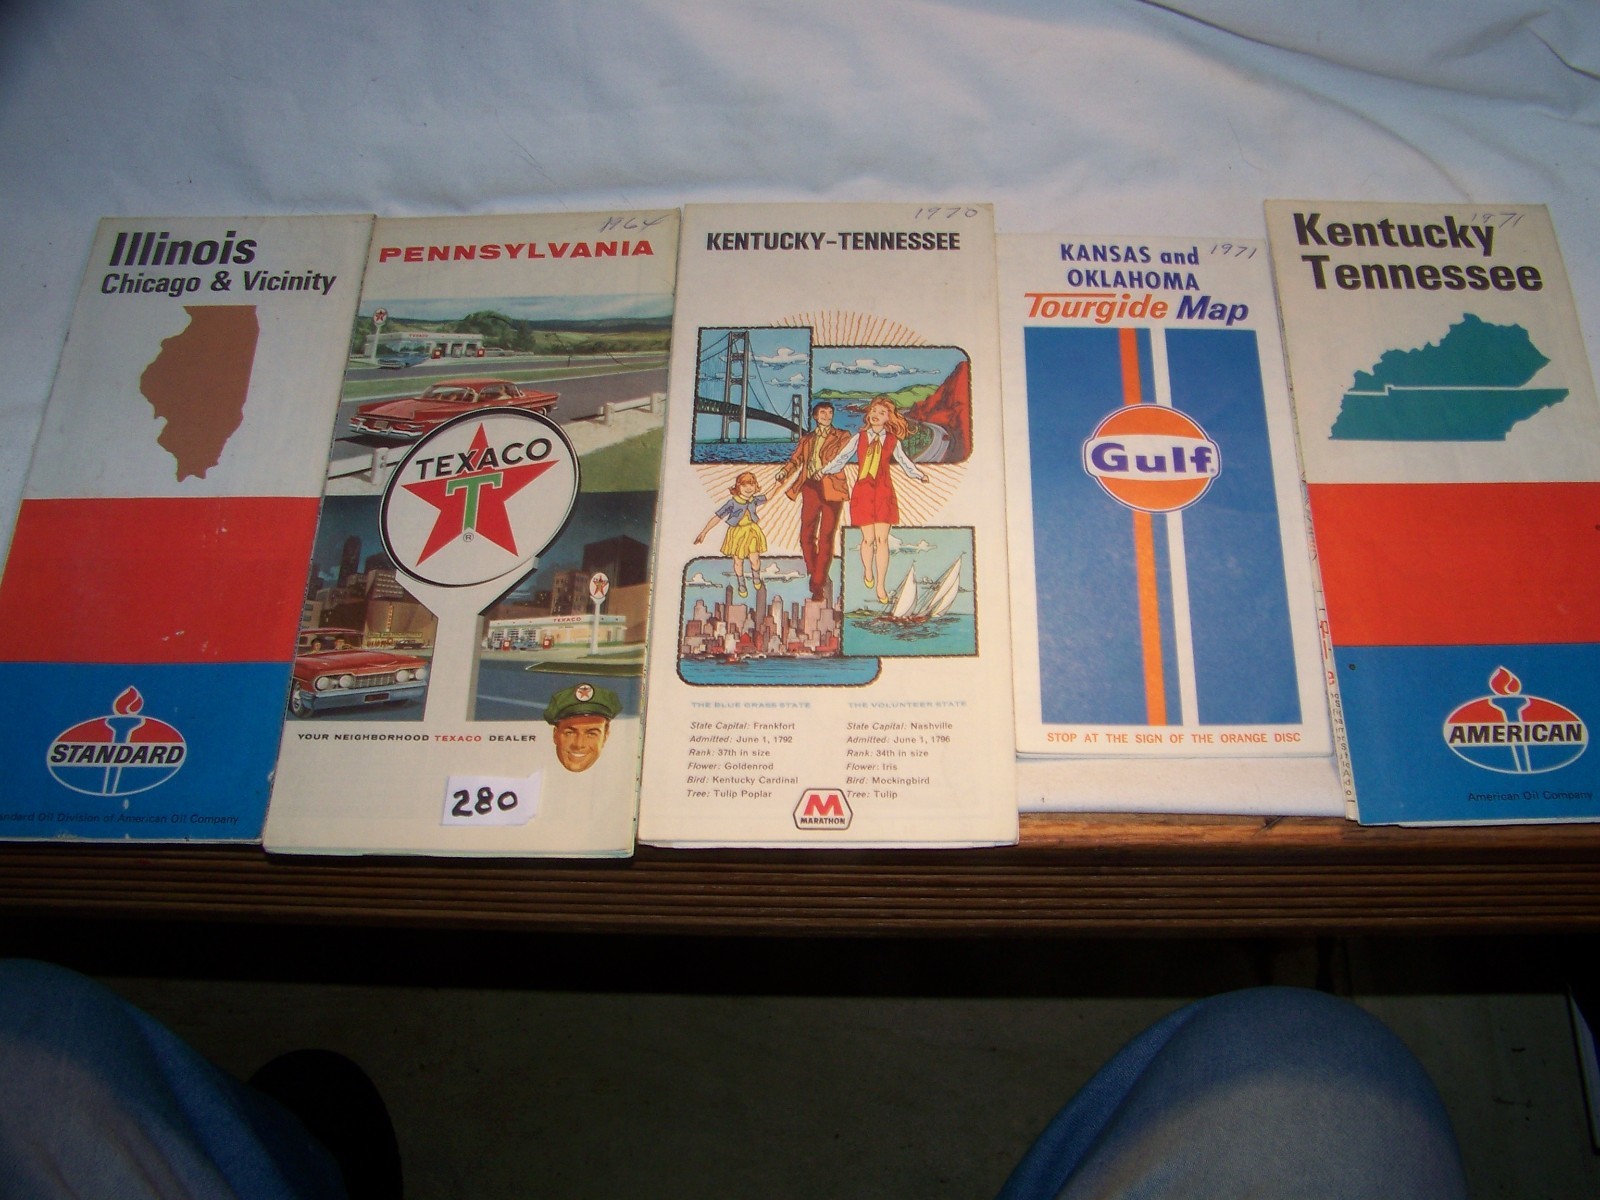 Illinois
Chicago & Vicinity
STANDARD
andard Oil Division of American Oil Company
1964
PENNSYLVANIA
TEXACO
TEXACO
T
®
TEXACO
YOUR NEIGHBORHOOD TEXACO DEALER
280
1970
KENTUCKY-TENNESSEE
THE BLUE GRASS STATE
State Capital: Frankfort
Admitted: June 1, 1792
Rank: 37th in size
Flower: Goldenrod
Bird: Kentucky Cardinal
Tree: Tulip Poplar
THE VOLUNTEER STATE
State Capital: Nashville
Admitted: June 1, 1796
Rank: 34th in size
Flower: Iris
Bird: Mockingbird
Tree: Tulip
M
MARATHON
KANSAS and 1971
OKLAHOMA
Tourgide Map
Gulf®
STOP AT THE SIGN OF THE ORANGE DISC
1971
Kentucky
Tennessee
AMERICAN
American Oil Company